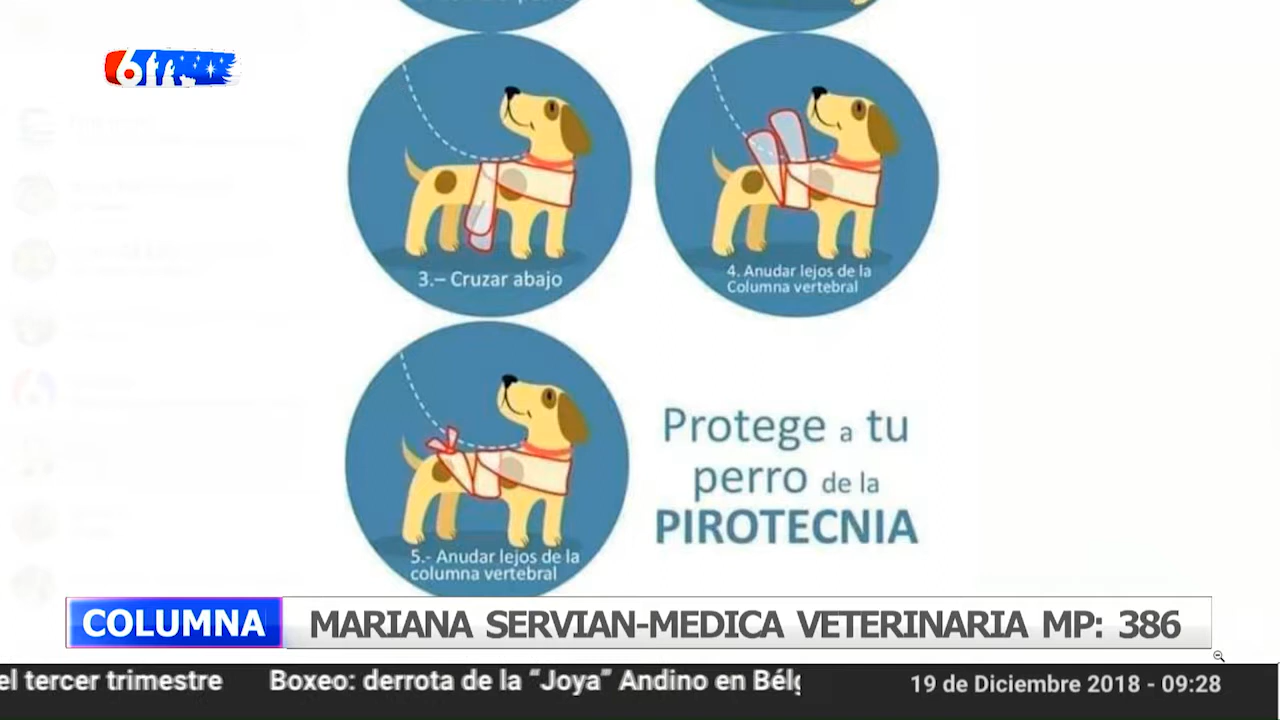 6
3.– Cruzar abajo
4. Anudar lejos de la
Columna vertebral
5.- Anudar lejos de la
columna vertebral
Protege a tu
perro de la
PIROTECNIA
COLUMNA
MARIANA SERVIAN-MEDICA VETERINARIA MP: 386
el tercer trimestre
Boxeo: derrota de la “Joya” Andino en
19 de Diciembre 2018 - 09:28